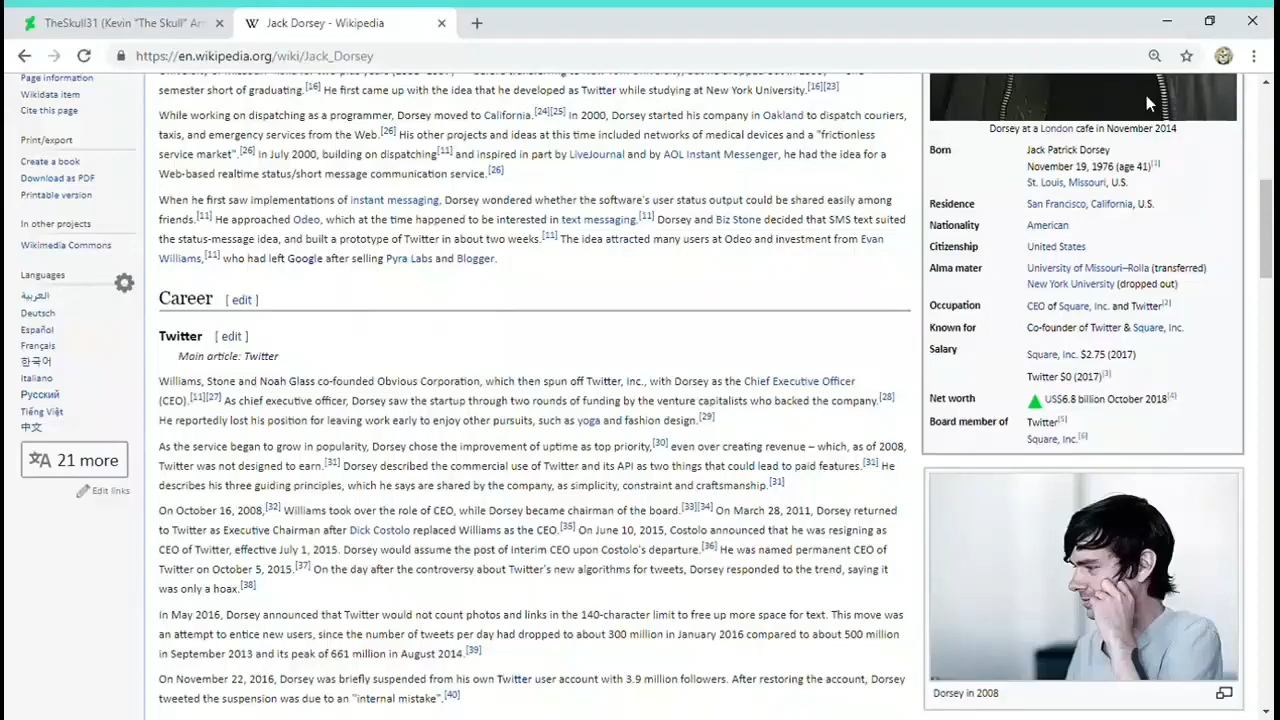 TheSkull31 (Kevin "The Skull" Ar
Jack Dorsey - Wikipedia
https://en.wikipedia.org/wiki/Jack_Dorsey
Page information
Wikidata item
Cite this page
Print/export
Create a book
Download as PDF
Printable version
In other projects
Wikimedia Commons
Languages
العربية
Deutsch
Español
Français
한국어
Italiano
Русский
Tiếng Việt
中文
21 more
Edit links
semester short of graduating.[16] He first came up with the idea that he developed as Twitter while studying at New York University.[16][23]
While working on dispatching as a programmer, Dorsey moved to California.[24][25] In 2000, Dorsey started his company in Oakland to dispatch couriers,
taxis, and emergency services from the Web.[26] His other projects and ideas at this time included networks of medical devices and a "frictionless
service market".[26] In July 2000, building on dispatching[11] and inspired in part by LiveJournal and by AOL Instant Messenger, he had the idea for a
Web-based realtime status/short message communication service.[26]
When he first saw implementations of instant messaging, Dorsey wondered whether the software's user status output could be shared easily among
friends.[11] He approached Odeo, which at the time happened to be interested in text messaging.[11] Dorsey and Biz Stone decided that SMS text suited
the status-message idea, and built a prototype of Twitter in about two weeks.[11] The idea attracted many users at Odeo and investment from Evan
Williams,[11] who had left Google after selling Pyra Labs and Blogger.
Career [ edit ]
Twitter [ edit ]
Main article: Twitter
Williams, Stone and Noah Glass co-founded Obvious Corporation, which then spun off Twitter, Inc., with Dorsey as the Chief Executive Officer
(CEO).[11][27] As chief executive officer, Dorsey saw the startup through two rounds of funding by the venture capitalists who backed the company.[28]
He reportedly lost his position for leaving work early to enjoy other pursuits, such as yoga and fashion design.[29]
As the service began to grow in popularity, Dorsey chose the improvement of uptime as top priority,[30] even over creating revenue – which, as of 2008,
Twitter was not designed to earn.[31] Dorsey described the commercial use of Twitter and its API as two things that could lead to paid features.[31] He
describes his three guiding principles, which he says are shared by the company, as simplicity, constraint and craftsmanship.[31]
On October 16, 2008,[32] Williams took over the role of CEO, while Dorsey became chairman of the board.[33][34] On March 28, 2011, Dorsey returned
to Twitter as Executive Chairman after Dick Costolo replaced Williams as the CEO.[35] On June 10, 2015, Costolo announced that he was resigning as
CEO of Twitter, effective July 1, 2015. Dorsey would assume the post of Interim CEO upon Costolo's departure.[36] He was named permanent CEO of
Twitter on October 5, 2015.[37] On the day after the controversy about Twitter's new algorithms for tweets, Dorsey responded to the trend, saying it
was only a hoax.[38]
In May 2016, Dorsey announced that Twitter would not count photos and links in the 140-character limit to free up more space for text. This move was
an attempt to entice new users, since the number of tweets per day had dropped to about 300 million in January 2016 compared to about 500 million
in September 2013 and its peak of 661 million in August 2014.[39]
On November 22, 2016, Dorsey was briefly suspended from his own Twitter user account with 3.9 million followers. After restoring the account, Dorsey
tweeted the suspension was due to an "internal mistake".[40]
Dorsey at a London cafe in November 2014
Born Jack Patrick Dorsey
November 19, 1976 (age 41)[1]
St. Louis, Missouri, U.S.
Residence San Francisco, California, U.S.
Nationality American
Citizenship United States
Alma mater University of Missouri–Rolla (transferred)
New York University (dropped out)
Occupation CEO of Square, Inc. and Twitter[2]
Known for Co-founder of Twitter & Square, Inc.
Salary Square, Inc. $2.75 (2017)
Twitter $0 (2017)[3]
Net worth US$6.8 billion October 2018[4]
Board member of Twitter[5]
Square, Inc.[6]
Dorsey in 2008